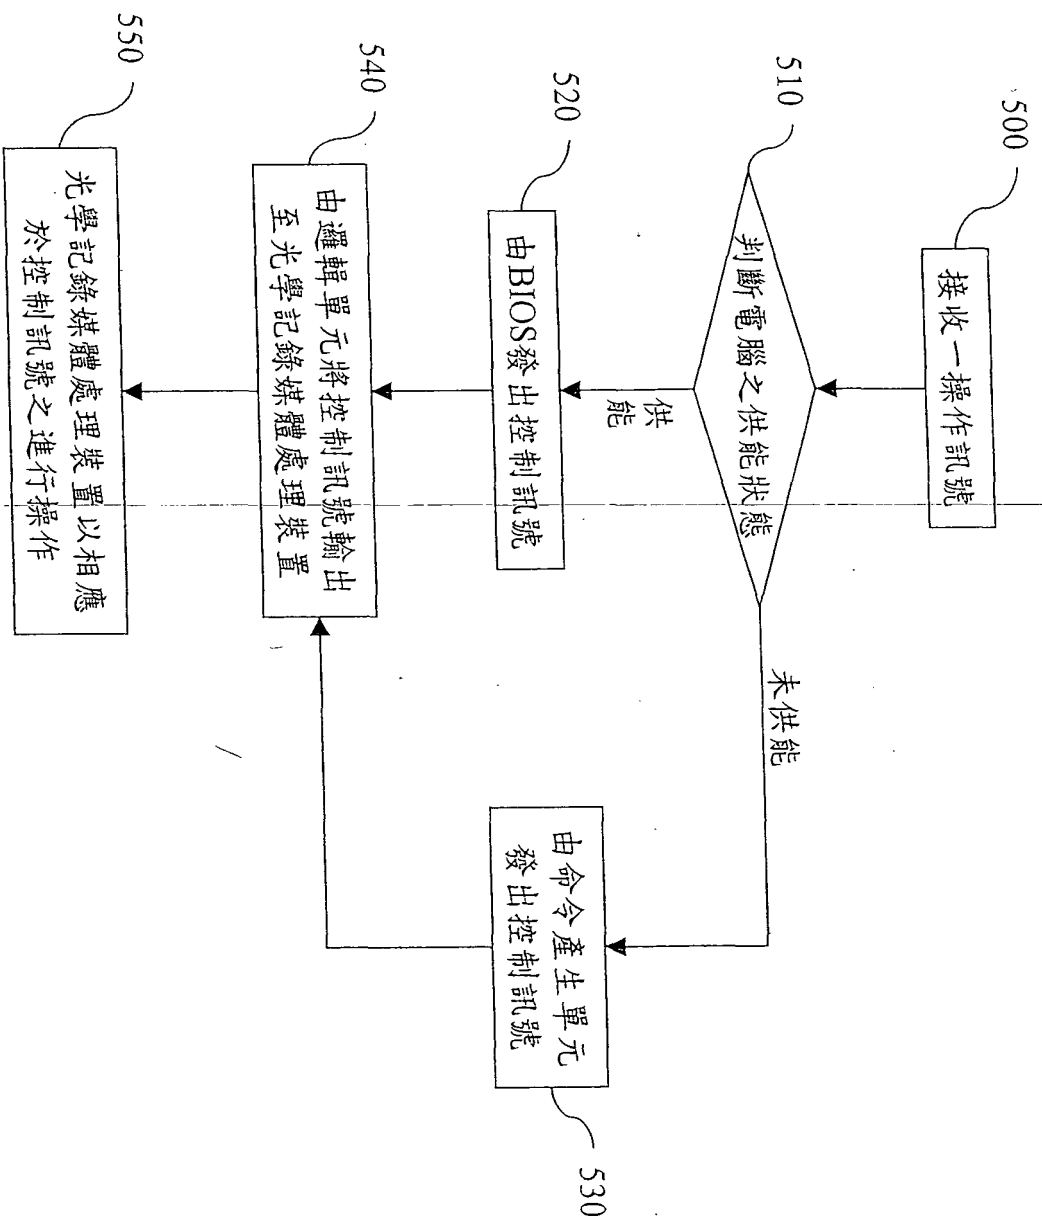 500
接收一操作訊號
510
判斷電腦之供能狀態
供能
未供能
520
由BIOS發出控制訊號
由命令產生單元
發出控制訊號
530
540
由邏輯單元將控制訊號輸出
至光學記錄媒體處理裝置
550
光學記錄媒體處理裝置以相應
於控制訊號之進行操作